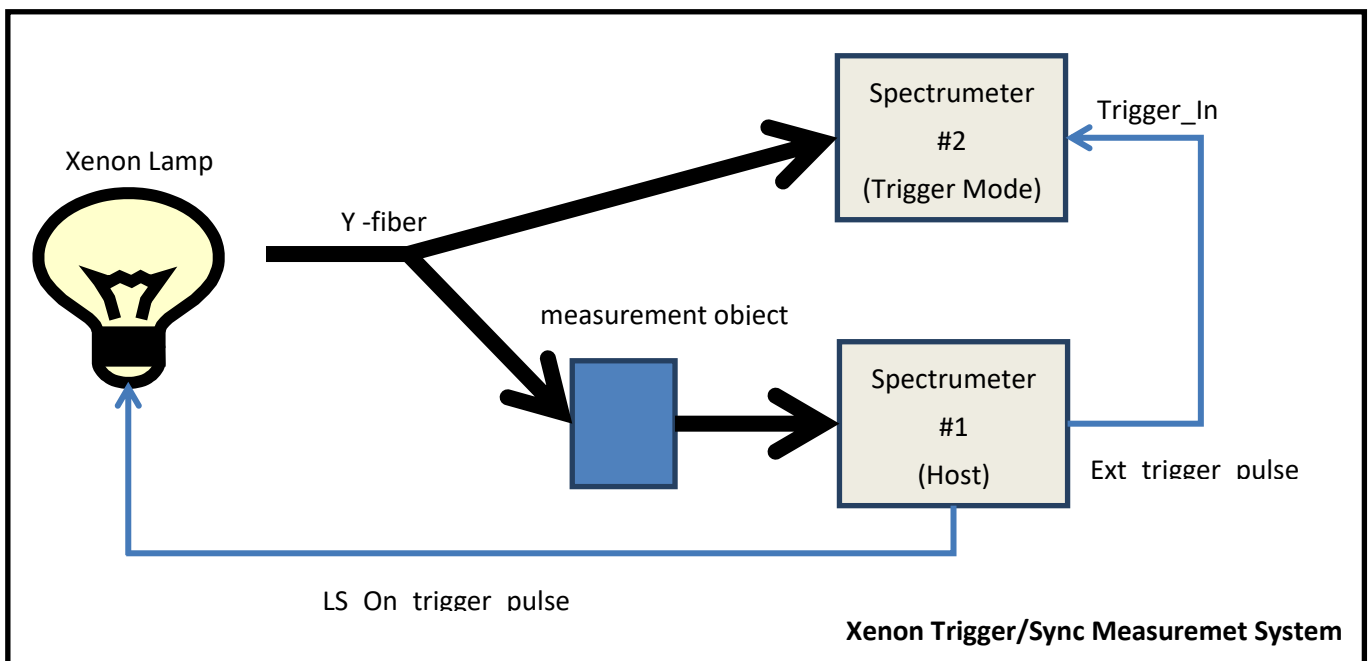 Spectrumeter
#2
(Trigger Mode)
Trigger_In
Xenon Lamp
Y -fiber
measurement object
Spectrumeter
#1
(Host)
Ext trigger pulse
LS On trigger pulse
Xenon Trigger/Sync Measuremet System